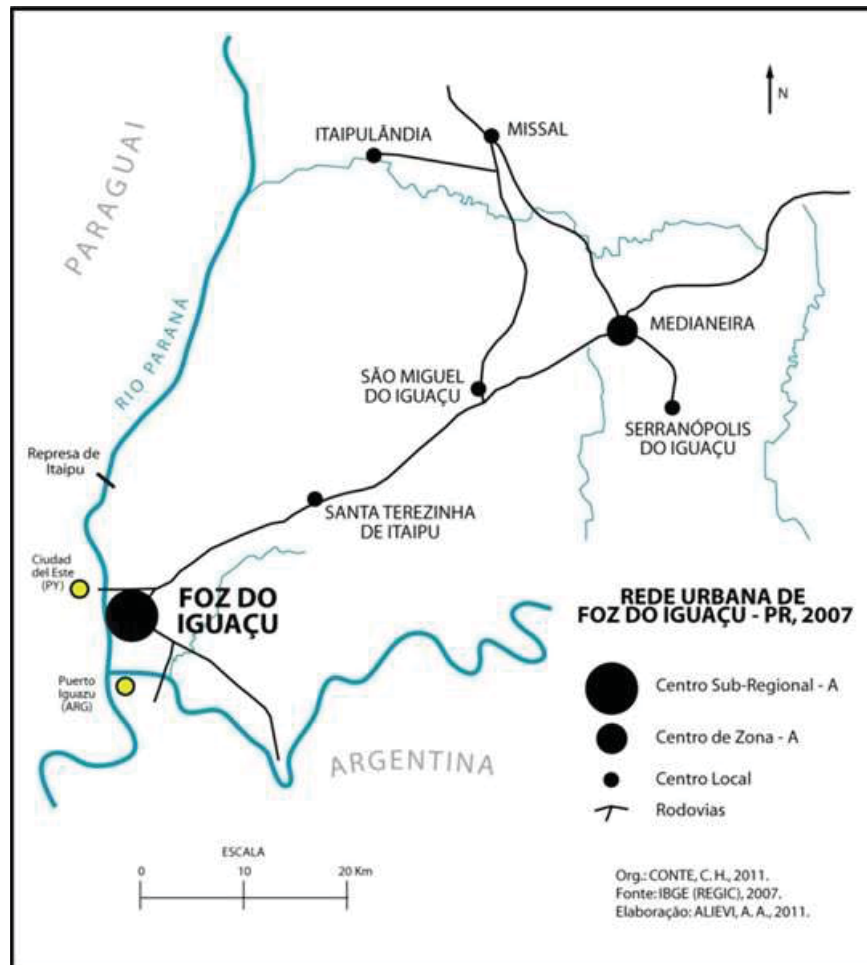 N
MISSAL
ITAIPULÂNDIA
PARAGUAI
RIO PARANÁ
MEDIANEIRA
SÃO MIGUEL
DO IGUAÇU
SERRANÓPOLIS
DO IGUAÇU
Represa de
Itaipu
SANTA TEREZINHA
DE ITAIPU
Ciudad
del Este
(PY)
FOZ DO
IGUAÇU
Puerto
Iguazu
(ARG)
ARGENTINA
REDE URBANA DE
FOZ DO IGUAÇU - PR, 2007
Centro Sub-Regional - A
Centro de Zona - A
Centro Local
Rodovias
ESCALA
0 10 20 Km
Org.: CONTE, C. H., 2011.
Fonte: IBGE (REGIC), 2007.
Elaboração: ALIEVI, A. A., 2011.